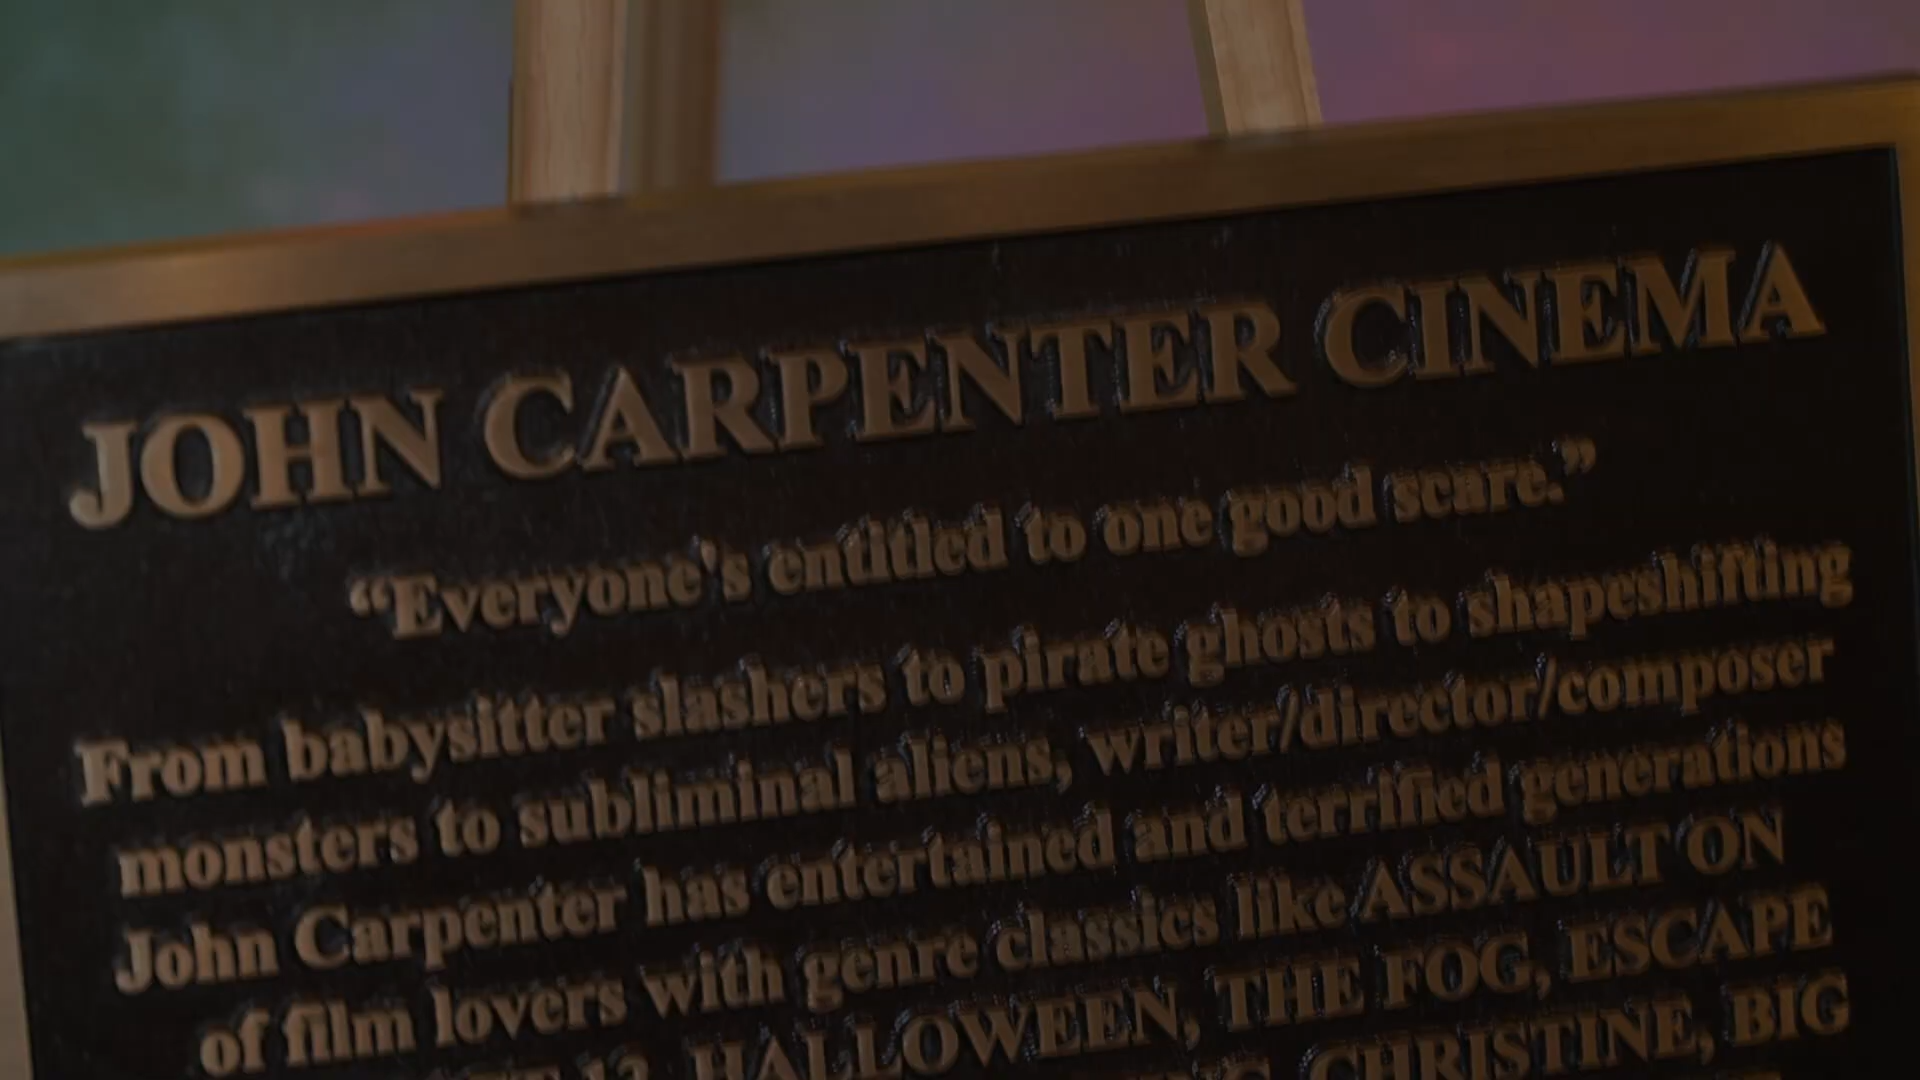 JOHN CARPENTER CINEMA
“Everyone's entitled to one good scare.”
From babysitter slashers to pirate ghosts to shapeshifting
monsters to subliminal aliens, writer/director/composer
John Carpenter has entertained and terrified generations
of film lovers with genre classics like ASSAULT ON
13, HALLOWEEN, THE FOG, ESCAPE
CHRISTINE, BIG